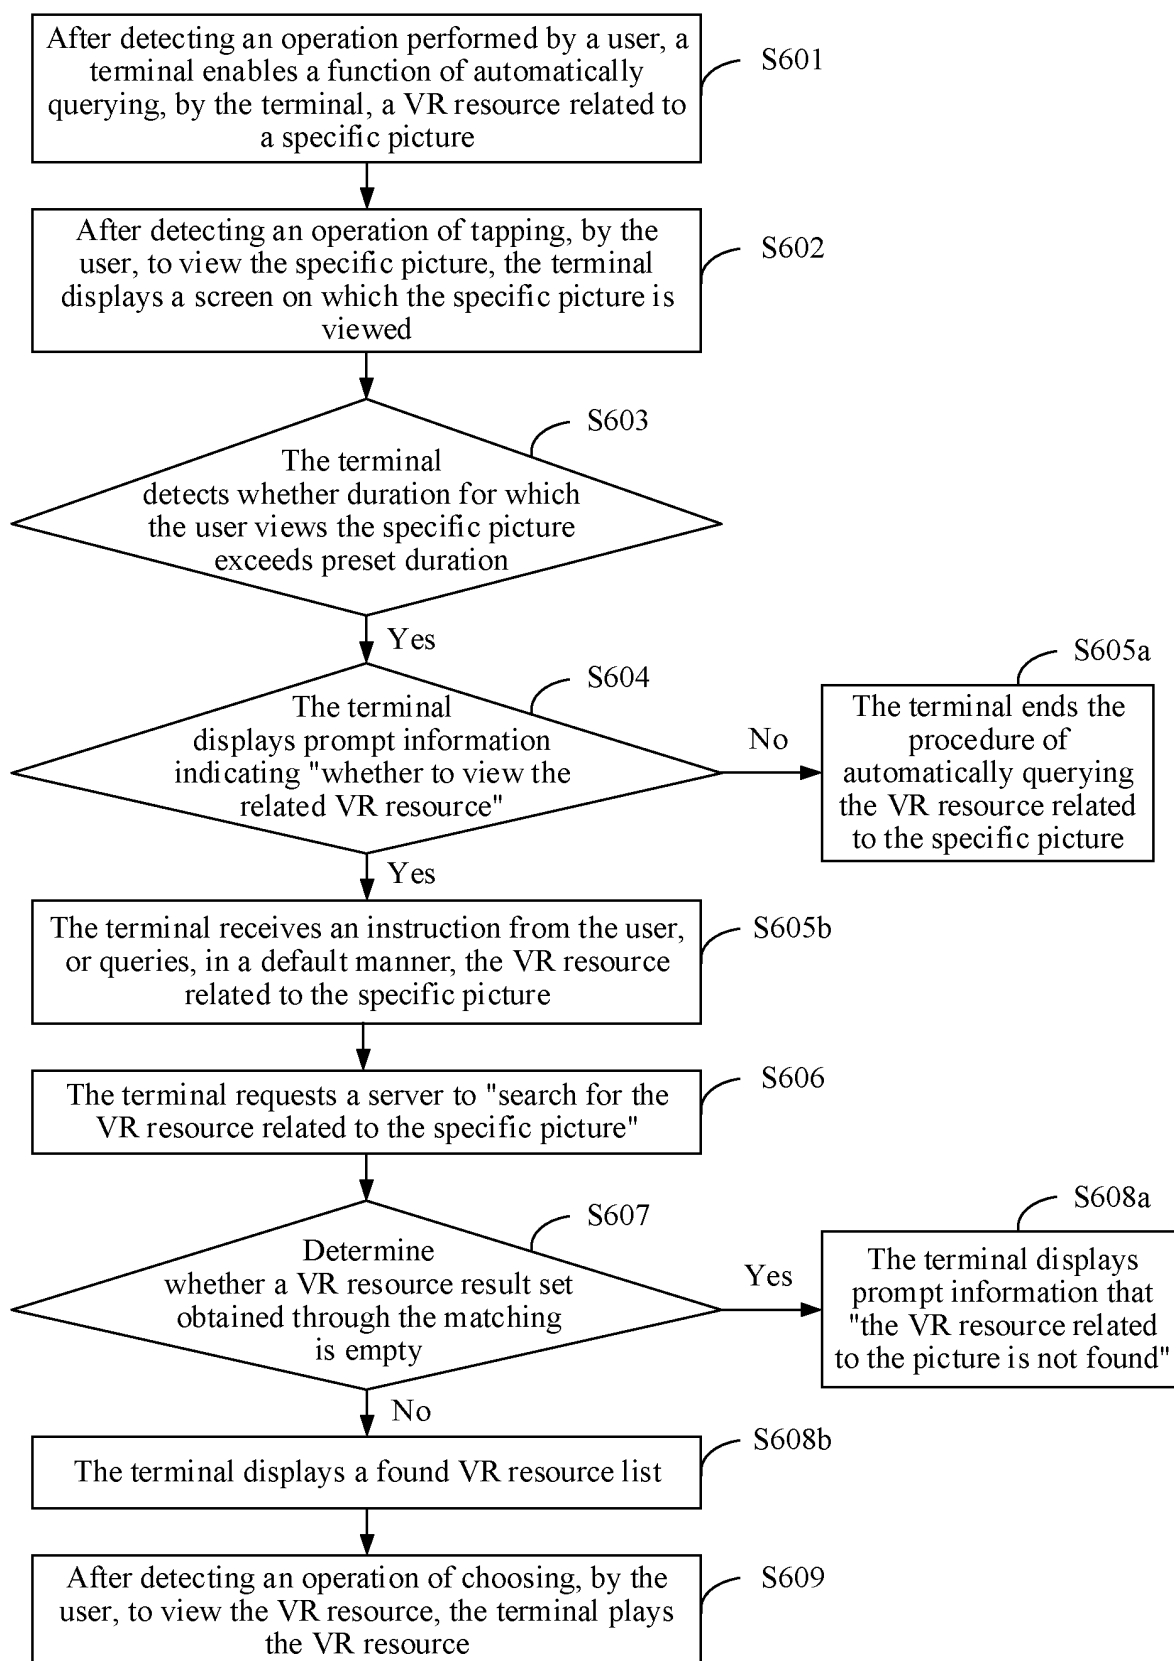 After detecting an operation performed by a user, a
terminal enables a function of automatically
querying, by the terminal, a VR resource related to
a specific picture
S601
After detecting an operation of tapping, by the
user, to view the specific picture, the terminal
displays a screen on which the specific picture is
viewed
S602
S603
The terminal
detects whether duration for which
the user views the specific picture
exceeds preset duration
Yes
S604
The terminal
displays prompt information
indicating "whether to view the
related VR resource"
No
S605a
The terminal ends the
procedure of
automatically querying
the VR resource related
to the specific picture
Yes
The terminal receives an instruction from the user,
or queries, in a default manner, the VR resource
related to the specific picture
S605b
The terminal requests a server to "search for the
VR resource related to the specific picture"
S606
S607
Determine
whether a VR resource result set
obtained through the matching
is empty
Yes
S608a
The terminal displays
prompt information that
"the VR resource related
to the picture is not found"
No
The terminal displays a found VR resource list
S608b
After detecting an operation of choosing, by the
user, to view the VR resource, the terminal plays
the VR resource
S609